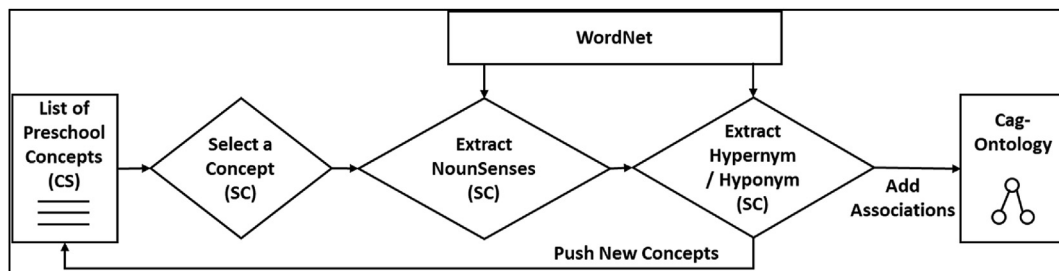 WordNet
List of
Preschool
Concepts
(CS)
Select a
Concept
(SC)
Extract
NounSenses
(SC)
Extract
Hypernym
/ Hyponym
(SC)
Add
Associations
Cag-
Ontology
Push New Concepts